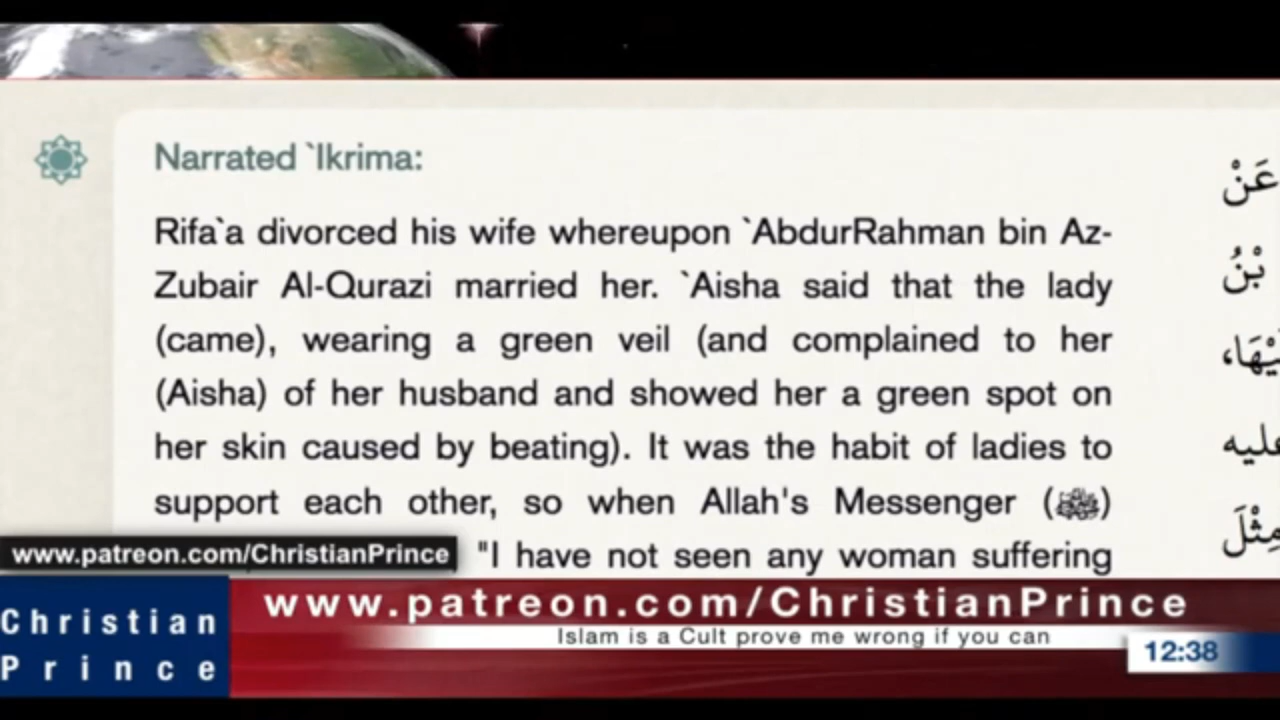 Narrated `Ikrima:
Rifa`a divorced his wife whereupon `AbdurRahman bin Az-
Zubair Al-Qurazi married her. `Aisha said that the lady
(came), wearing a green veil (and complained to her
(Aisha) of her husband and showed her a green spot on
her skin caused by beating). It was the habit of ladies to
support each other, so when Allah's Messenger (ﷺ)
"I have not seen any woman suffering
عَنْ
بْنُ
عليه
مِثْلَ
www.patreon.com/ChristianPrince
www.patreon.com/ChristianPrince
Islam is a Cult prove me wrong if you can
Christian
Prince
12:38